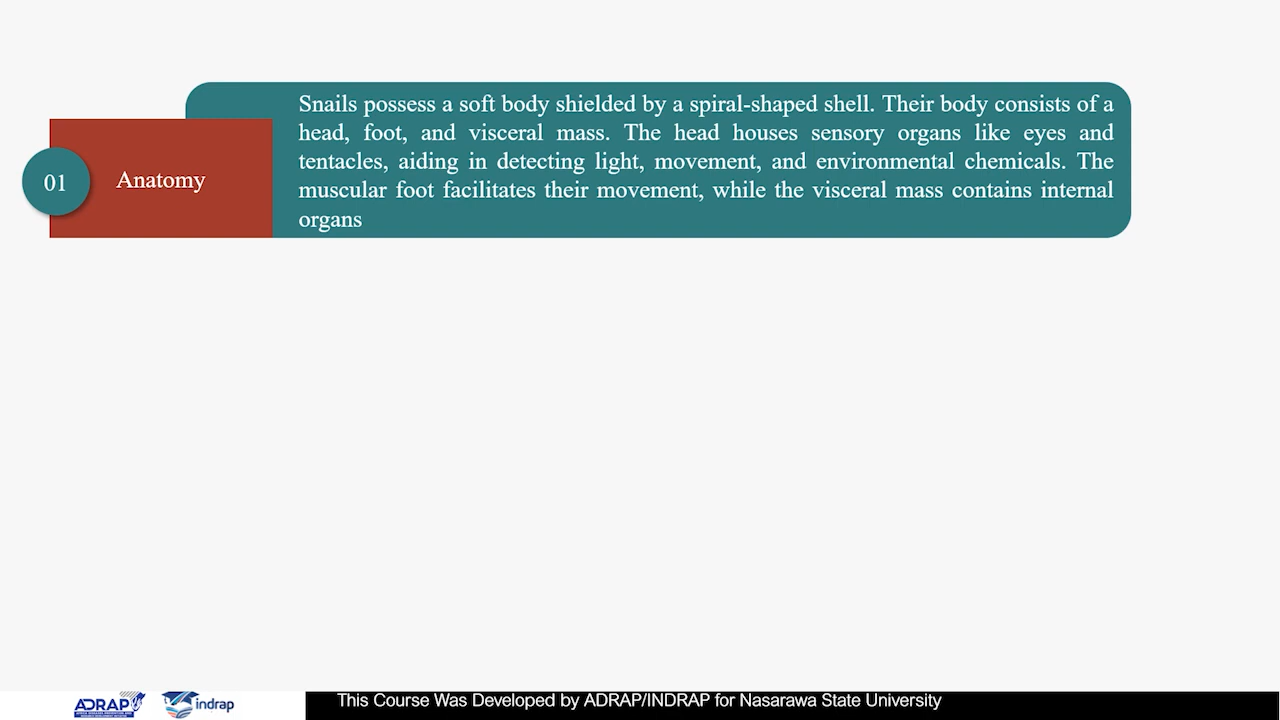 Snails possess a soft body shielded by a spiral-shaped shell. Their body consists of a
head, foot, and visceral mass. The head houses sensory organs like eyes and
tentacles, aiding in detecting light, movement, and environmental chemicals. The
muscular foot facilitates their movement, while the visceral mass contains internal
organs
01
Anatomy
ADRAP
indrap
This Course Was Developed by ADRAP/INDRAP for Nasarawa State University